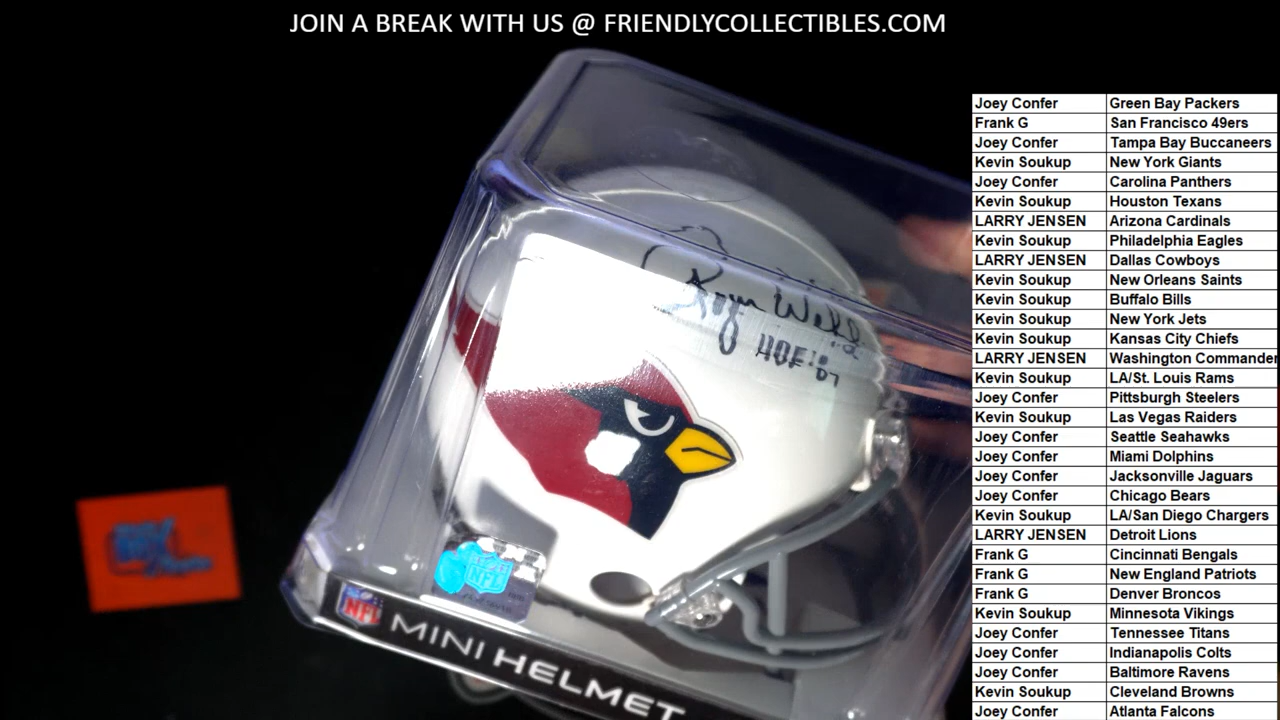 JOIN A BREAK WITH US @ FRIENDLYCOLLECTIBLES.COM
Joey Confer Green Bay Packers
Frank G San Francisco 49ers
Joey Confer Tampa Bay Buccaneers
Kevin Soukup New York Giants
Joey Confer Carolina Panthers
Kevin Soukup Houston Texans
LARRY JENSEN Arizona Cardinals
Kevin Soukup Philadelphia Eagles
LARRY JENSEN Dallas Cowboys
Kevin Soukup New Orleans Saints
Kevin Soukup Buffalo Bills
Kevin Soukup New York Jets
Kevin Soukup Kansas City Chiefs
LARRY JENSEN Washington Commander
Kevin Soukup LA/St. Louis Rams
Joey Confer Pittsburgh Steelers
Kevin Soukup Las Vegas Raiders
Joey Confer Seattle Seahawks
Joey Confer Miami Dolphins
Joey Confer Jacksonville Jaguars
Joey Confer Chicago Bears
Kevin Soukup LA/San Diego Chargers
LARRY JENSEN Detroit Lions
Frank G Cincinnati Bengals
Frank G New England Patriots
Frank G Denver Broncos
Kevin Soukup Minnesota Vikings
Joey Confer Tennessee Titans
Joey Confer Indianapolis Colts
Joey Confer Baltimore Ravens
Kevin Soukup Cleveland Browns
Joey Confer Atlanta Falcons
HOF'07
NFL
NFL MINI HELMET